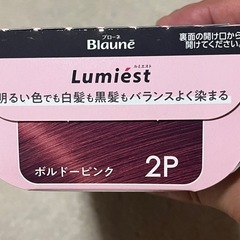 ブローネ
Blauné
裏面の開け口から
開けてください。
ルミエスト
Lumiést
明るい色でも白髪も黒髪もバランスよく染まる
ボルドーピンク 2P